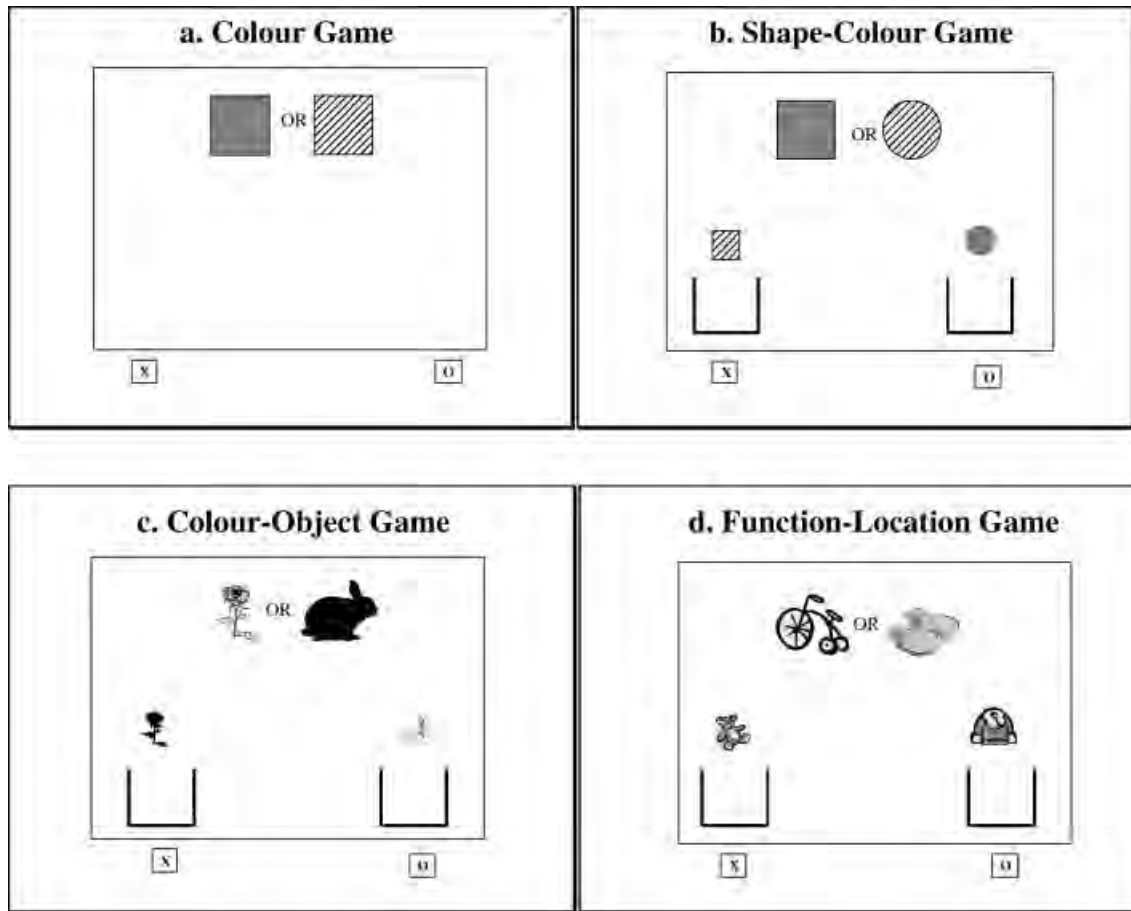 a. Colour Game
OR
X
O
b. Shape-Colour Game
OR
X
O
c. Colour-Object Game
OR
X
O
d. Function-Location Game
OR
X
O